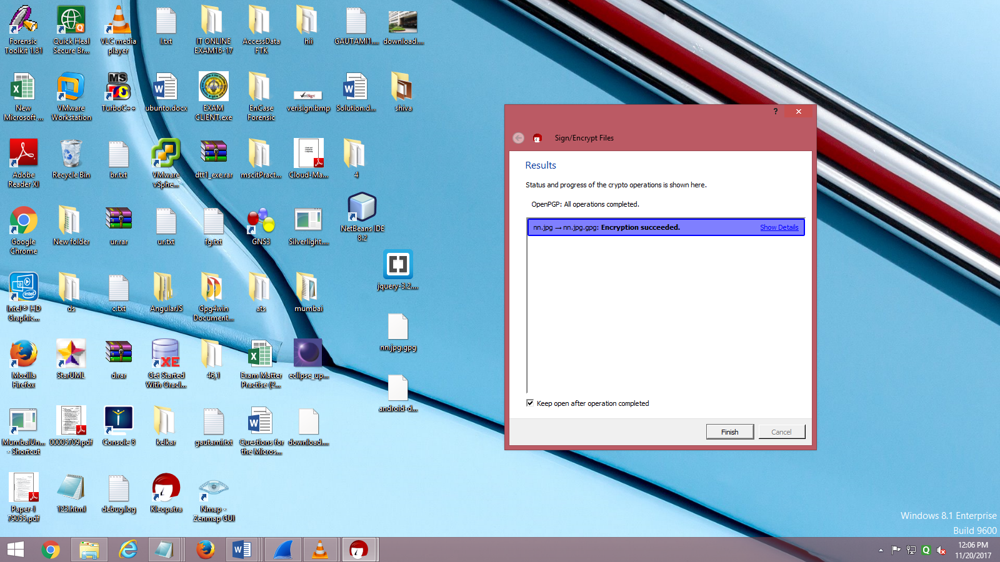 Forensic
Toolkit 1.81
Quick Heal
Secure Br...
VLC media
player
l.txt
IT ONLINE
EXAM16-17
AccessData
FTK
hii
GAUTAMI1....
download....
New
Microsoft ...
VMware
Workstation
TurboC++
ubunto.docx
EXAM
CLIENT.exe
EnCase
Forensic
verisign.bmp
Solution.d...
shiva
Adobe
Reader XI
Recycle Bin
br.txt
VMware
vSphe...
dtt1_exe.rar
mscitPract...
Cloud-Ma...
4
Google
Chrome
New folder
ur.rar
ur.txt
fg.txt
GNS3
Silverlight....
NetBeans IDE
8.2
jquery-3.2....
Intel® HD
Graphic...
ds
c.txt
AngularJS
Gpg4win
Document...
ats
mumbai
nn.jpg.gpg
Mozilla
Firefox
StarUML
d.rar
Get Started
With Oracl...
46,1
Exam Matter
Practise (2...
eclipse_up...
android-d...
MumbaiUn...
- Shortcut
00005709.pdf
Console 8
kelkar
gautami.txt
Questions for
the Micros...
download....
Paper-I
79055.pdf
123.html
debug.log
Kleopatra
Nmap -
Zenmap GUI
?
Sign/Encrypt Files
Results
Status and progress of the crypto operations is shown here.
OpenPGP: All operations completed.
nn.jpg → nn.jpg.gpg: Encryption succeeded. Show Details
Keep open after operation completed
Finish Cancel
Windows 8.1 Enterprise
Build 9600
12:06 PM
11/20/2017